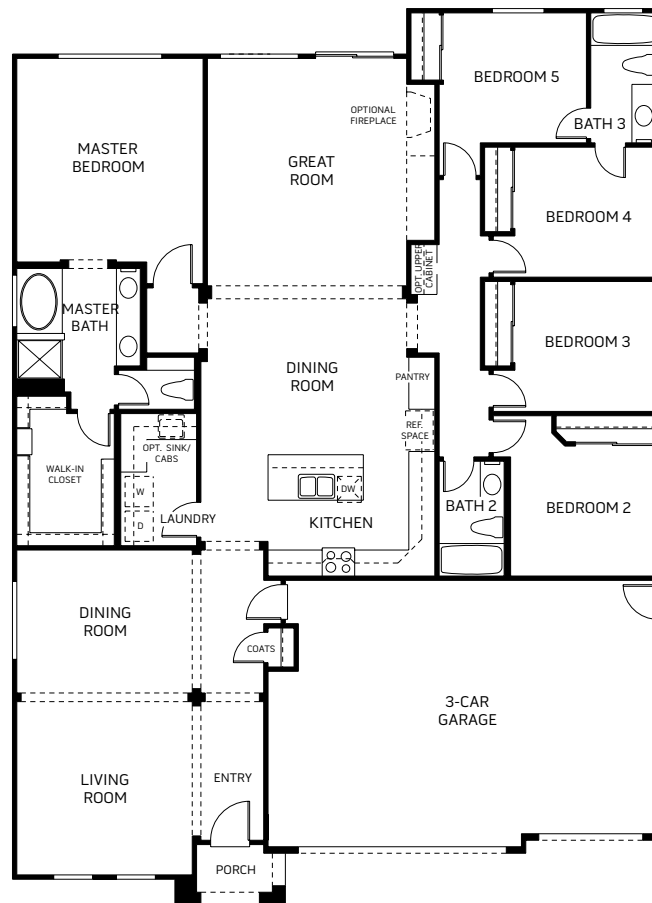 BEDROOM 5
OPTIONAL
FIREPLACE
BATH 3
MASTER
BEDROOM
GREAT
ROOM
BEDROOM 4
OPT. UPPER
CABINET
MASTER
BATH
BEDROOM 3
DINING
ROOM
PANTRY
REF.
SPACE
OPT. SINK/
CABS
WALK-IN
CLOSET
W
DW
BATH 2
BEDROOM 2
LAUNDRY
KITCHEN
D
DINING
ROOM
COATS
3-CAR
GARAGE
LIVING
ROOM
ENTRY
PORCH